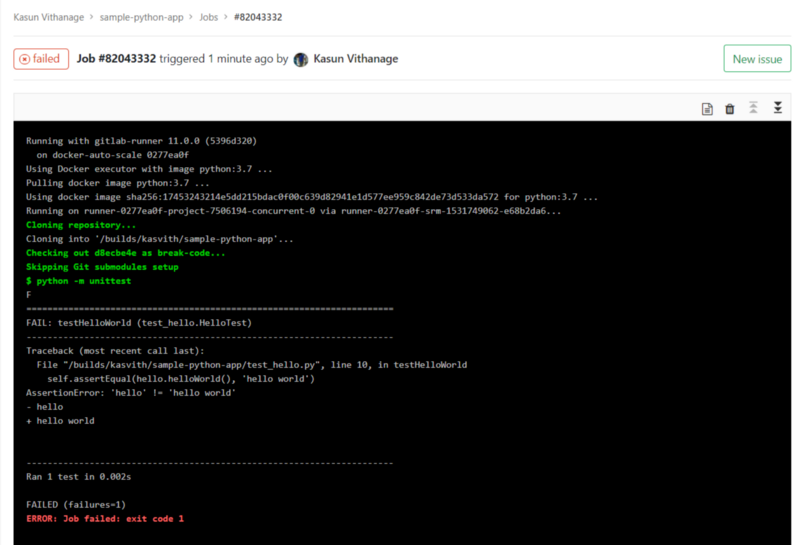 Kasun Vithanage > sample-python-app > Jobs > #82043332
failed Job #82043332 triggered 1 minute ago by Kasun Vithanage New issue
Running with gitlab-runner 11.0.0 (5396d320)
on docker-auto-scale 0277ea0f
Using Docker executor with image python:3.7 ...
Pulling docker image python:3.7 ...
Using docker image sha256:17453243214e5dd215bdac0f00c639d82941e1d577ee959c842de73d533da572 for python:3.7 ...
Running on runner-0277ea0f-project-7506194-concurrent-0 via runner-0277ea0f-srm-1531749062-e68b2da6...
Cloning repository...
Cloning into '/builds/kasvith/sample-python-app'...
Checking out d8ecbe4e as break-code...
Skipping Git submodules setup
$ python -m unittest
F
======================================================================
FAIL: testHelloWorld (test_hello.HelloTest)
----------------------------------------------------------------------
Traceback (most recent call last):
File "/builds/kasvith/sample-python-app/test_hello.py", line 10, in testHelloWorld
self.assertEqual(hello.helloWorld(), 'hello world')
AssertionError: 'hello' != 'hello world'
- hello
+ hello world
----------------------------------------------------------------------
Ran 1 test in 0.002s
FAILED (failures=1)
ERROR: Job failed: exit code 1